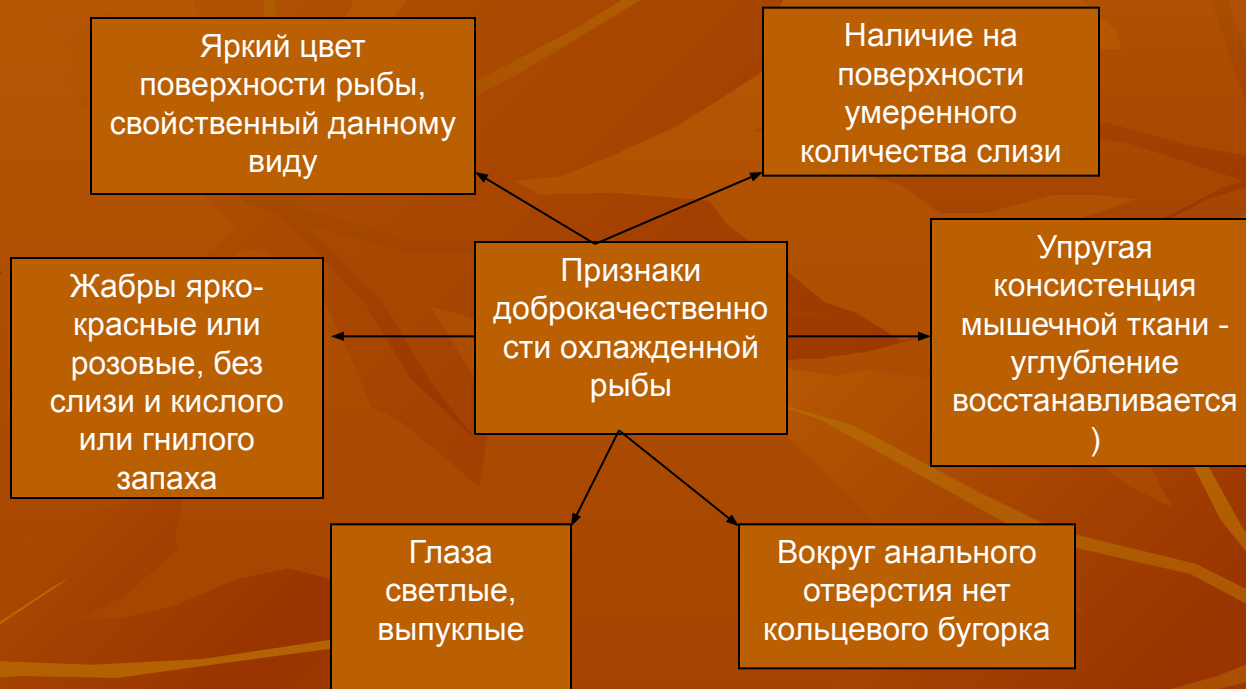 Яркий цвет
поверхности рыбы,
свойственный данному
виду
Наличие на
поверхности
умеренного
количества слизи
Жабры ярко-
красные или
розовые, без
слизи и кислого
или гнилого
запаха
Признаки
доброкачественно
сти охлажденной
рыбы
Упругая
консистенция
мышечной ткани -
углубление
восстанавливается
)
Глаза
светлые,
выпуклые
Вокруг анального
отверстия нет
кольцевого бугорка